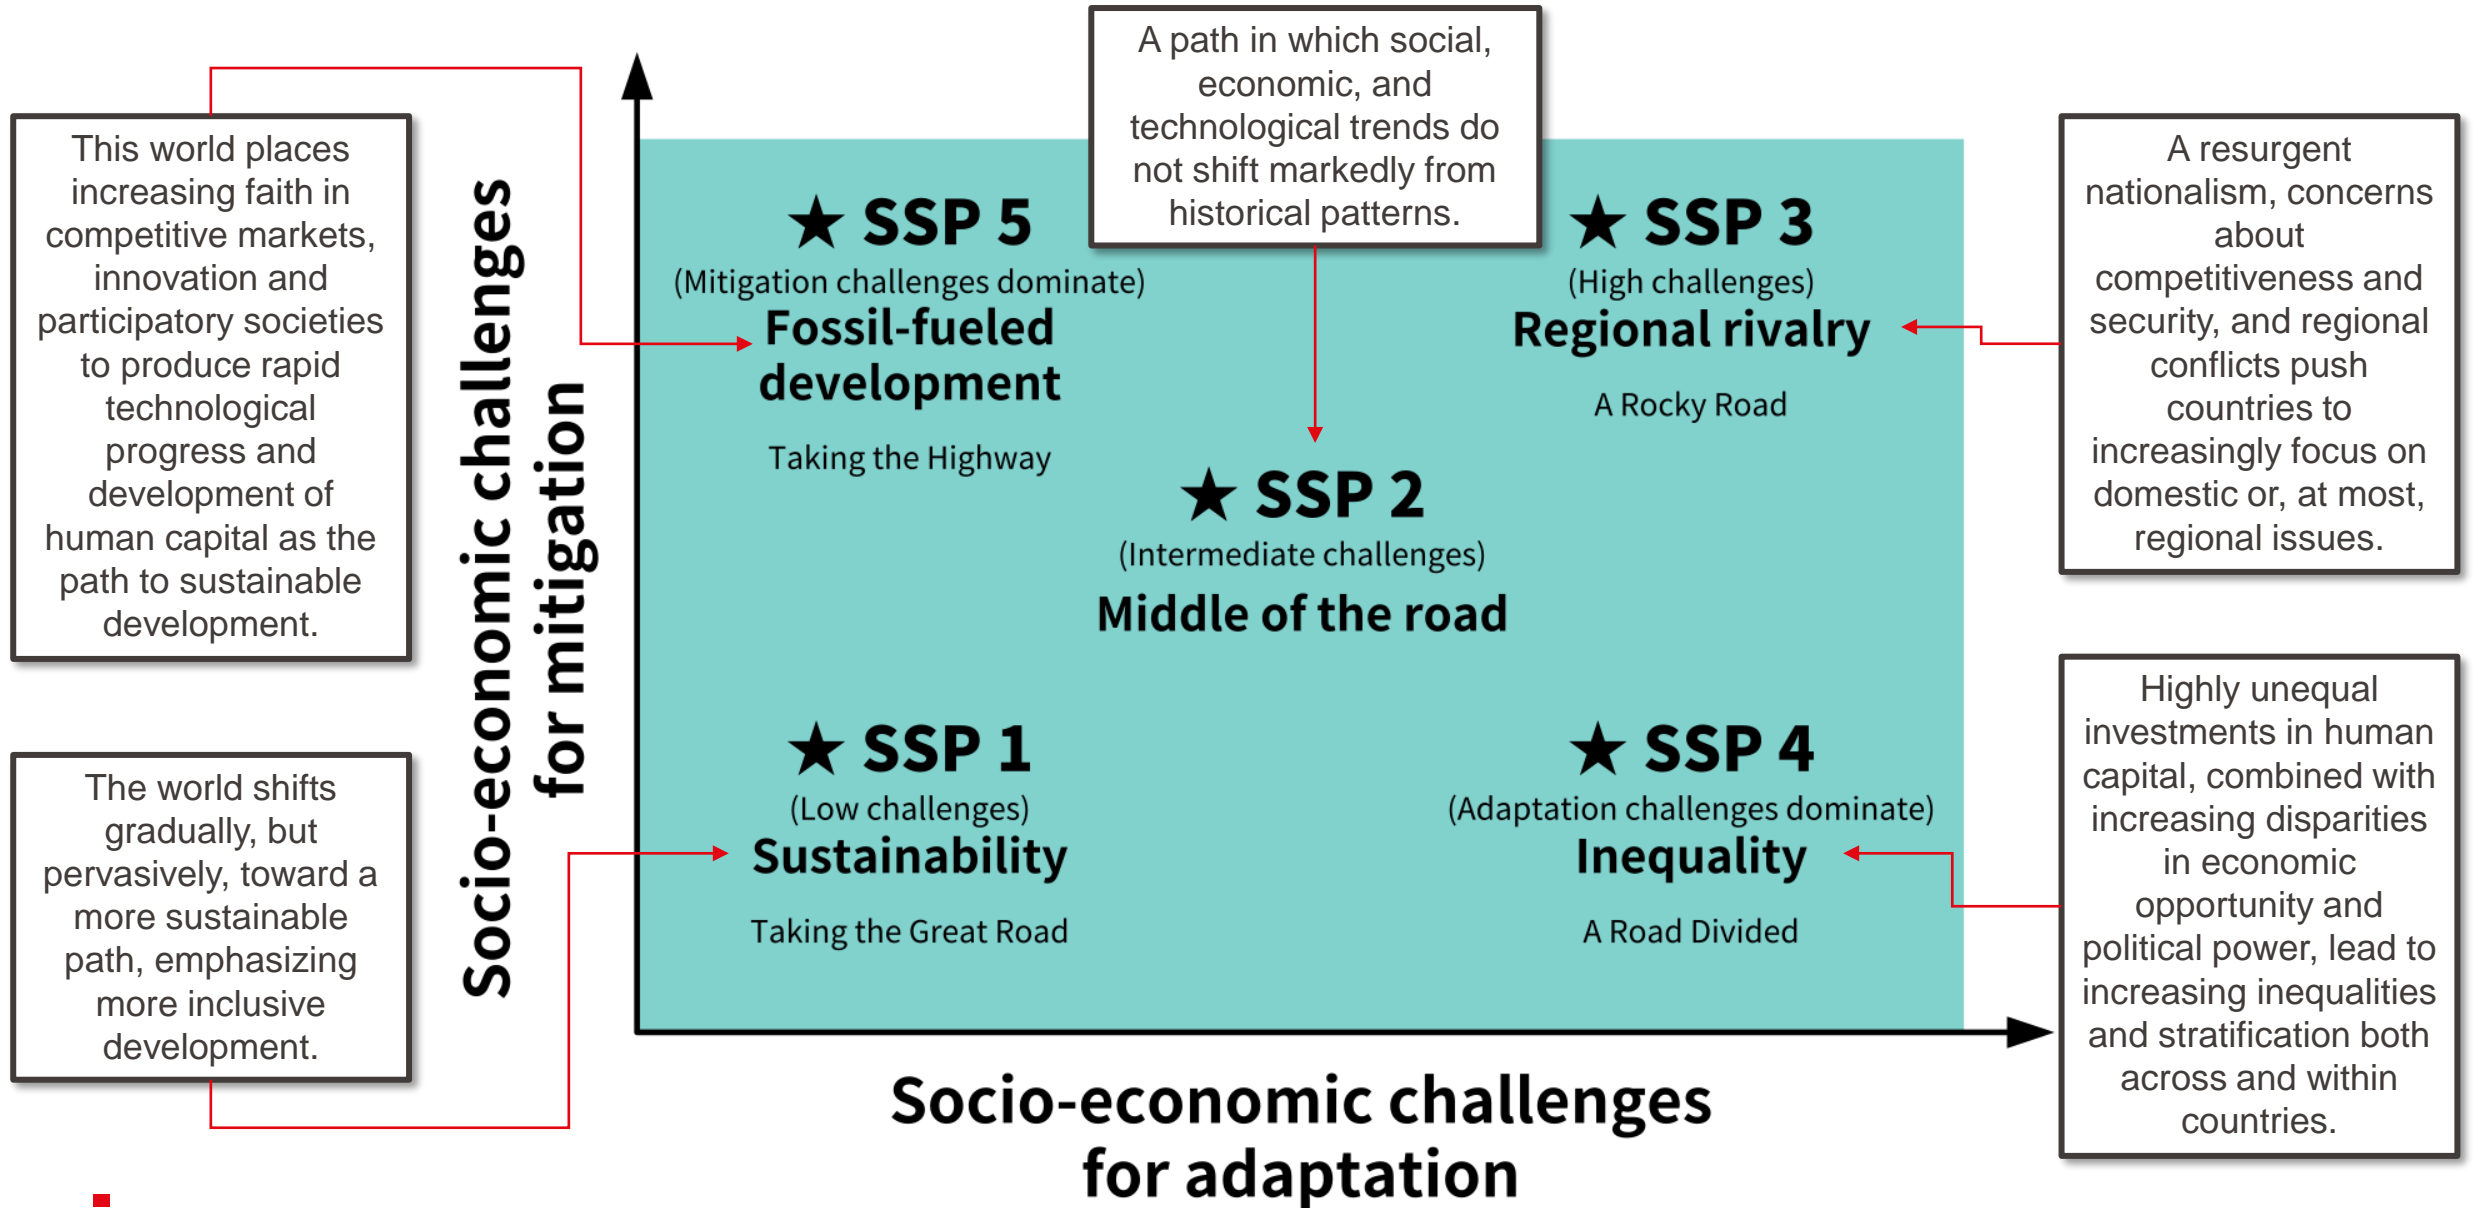 This world places
increasing faith in
competitive markets,
innovation and
participatory societies
to produce rapid
technological
progress and
development of
human capital as the
path to sustainable
development.
The world shifts
gradually, but
pervasively, toward a
more sustainable
path, emphasizing
more inclusive
development.
Socio-economic challenges
for mitigation
A path in which social,
economic, and
technological trends do
not shift markedly from
historical patterns.
★ SSP 5
(Mitigation challenges dominate)
Fossil-fueled
development
Taking the Highway
★ SSP 3
(High challenges)
Regional rivalry
A Rocky Road
★ SSP 2
(Intermediate challenges)
Middle of the road
★ SSP 1
(Low challenges)
Sustainability
Taking the Great Road
★ SSP 4
(Adaptation challenges dominate)
Inequality
A Road Divided
Socio-economic challenges
for adaptation
A resurgent
nationalism, concerns
about
competitiveness and
security, and regional
conflicts push
countries to
increasingly focus on
domestic or, at most,
regional issues.
Highly unequal
investments in human
capital, combined with
increasing disparities
in economic
opportunity and
political power, lead to
increasing inequalities
and stratification both
across and within
countries.